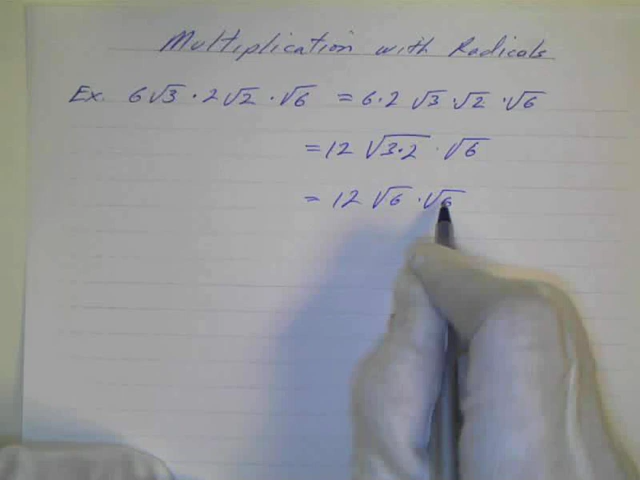 Multiplication with Radicals
Ex. 6√3 · 2√2 · √6 = 6·2 √3 √2 · √6
= 12 √3·2 · √6
= 12 √6 · √6